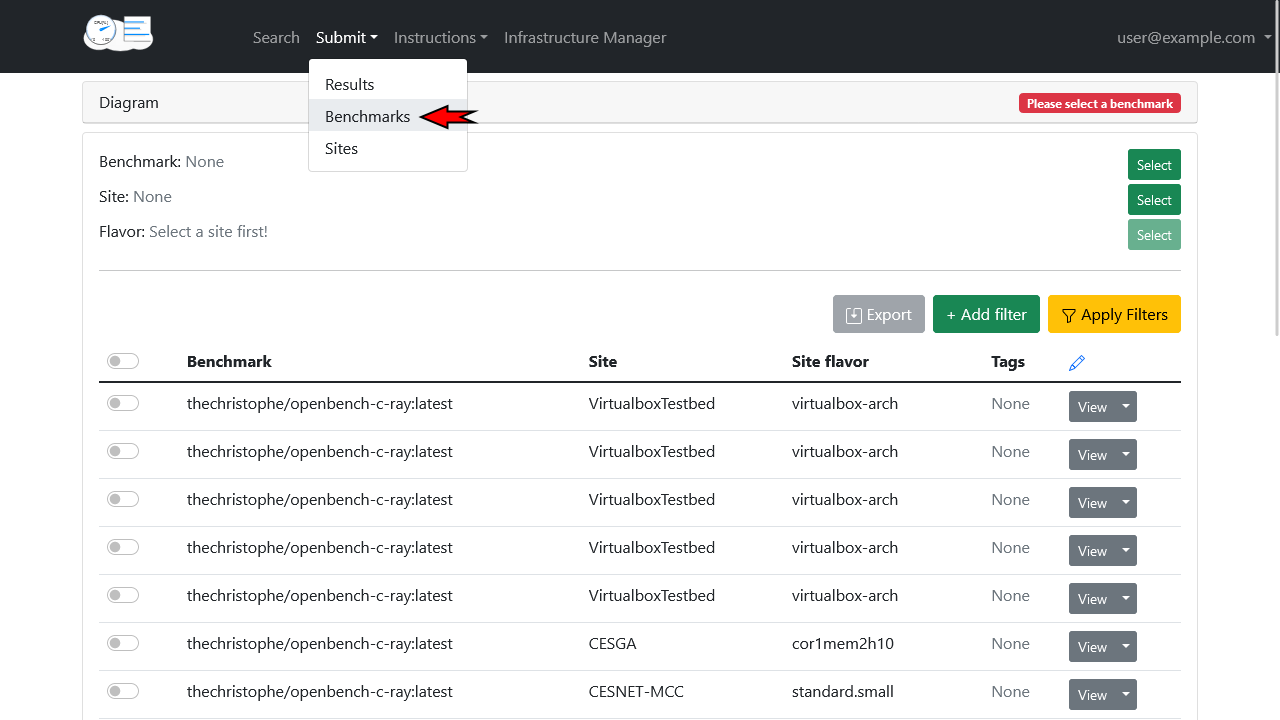 Search Submit Instructions Infrastructure Manager user@example.com
Results
Benchmarks
Sites
Diagram Please select a benchmark
Benchmark: None Select
Site: None Select
Flavor: Select a site first! Select
Export + Add filter Apply Filters
Benchmark Site Site flavor Tags
thechristophe/openbench-c-ray:latest VirtualboxTestbed virtualbox-arch None View
thechristophe/openbench-c-ray:latest VirtualboxTestbed virtualbox-arch None View
thechristophe/openbench-c-ray:latest VirtualboxTestbed virtualbox-arch None View
thechristophe/openbench-c-ray:latest VirtualboxTestbed virtualbox-arch None View
thechristophe/openbench-c-ray:latest VirtualboxTestbed virtualbox-arch None View
thechristophe/openbench-c-ray:latest CESGA cor1mem2h10 None View
thechristophe/openbench-c-ray:latest CESNET-MCC standard.small None View